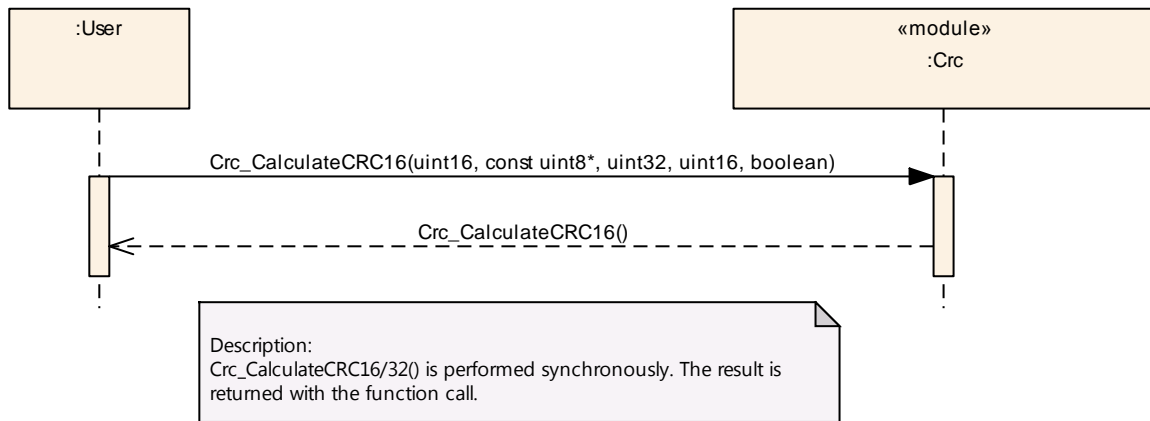 :User
«module»
:Crc
Crc_CalculateCRC16(uint16, const uint8*, uint32, uint16, boolean)
Crc_CalculateCRC16()
Description:
Crc_CalculateCRC16/32() is performed synchronously. The result is
returned with the function call.